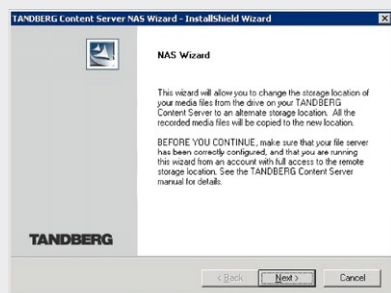 TANDBERG Content Server NAS Wizard - InstallShield Wizard
NAS Wizard
This wizard will allow you to change the storage location of
your media files from the drive on your TANDBERG
Content Server to an alternate storage location. All the
recorded media files will be copied to the new location.
BEFORE YOU CONTINUE, make sure that your file server
has been correctly configured, and that you are running
this wizard from an account with full access to the remote
storage location. See the TANDBERG Content Server
manual for details.
TANDBERG
< Back
Next >
Cancel